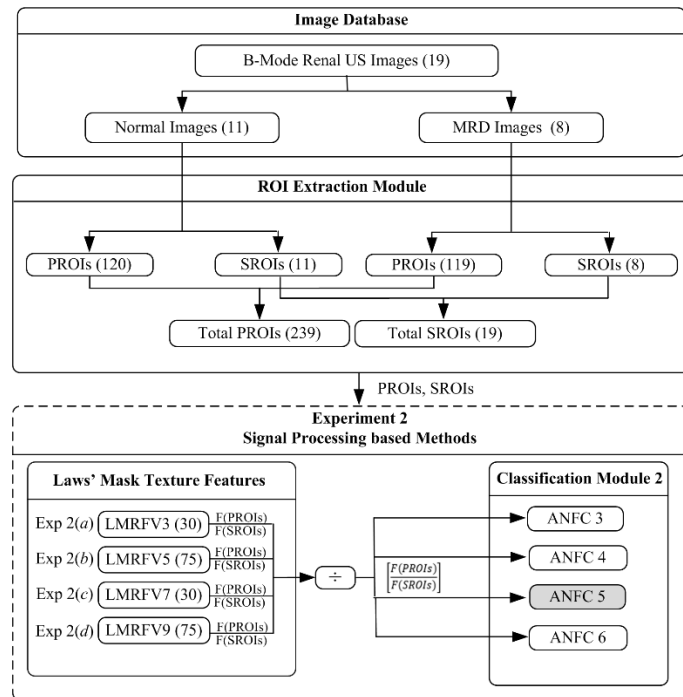 Image Database
B-Mode Renal US Images (19)
Normal Images (11)
MRD Images (8)
ROI Extraction Module
PROIs (120)
SROIs (11)
PROIs (119)
SROIs (8)
Total PROIs (239)
Total SROIs (19)
PROIs, SROIs
Experiment 2
Signal Processing based Methods
Laws' Mask Texture Features
Exp 2(a) LMRFV3 (30) F(PROIs)
F(SROIs)
Exp 2(b) LMRFV5 (75) F(PROIs)
F(SROIs)
Exp 2(c) LMRFV7 (30) F(PROIs)
F(SROIs)
Exp 2(d) LMRFV9 (75) F(PROIs)
F(SROIs)
÷
[F(PROIs)
F(SROIs)]
Classification Module 2
ANFC 3
ANFC 4
ANFC 5
ANFC 6